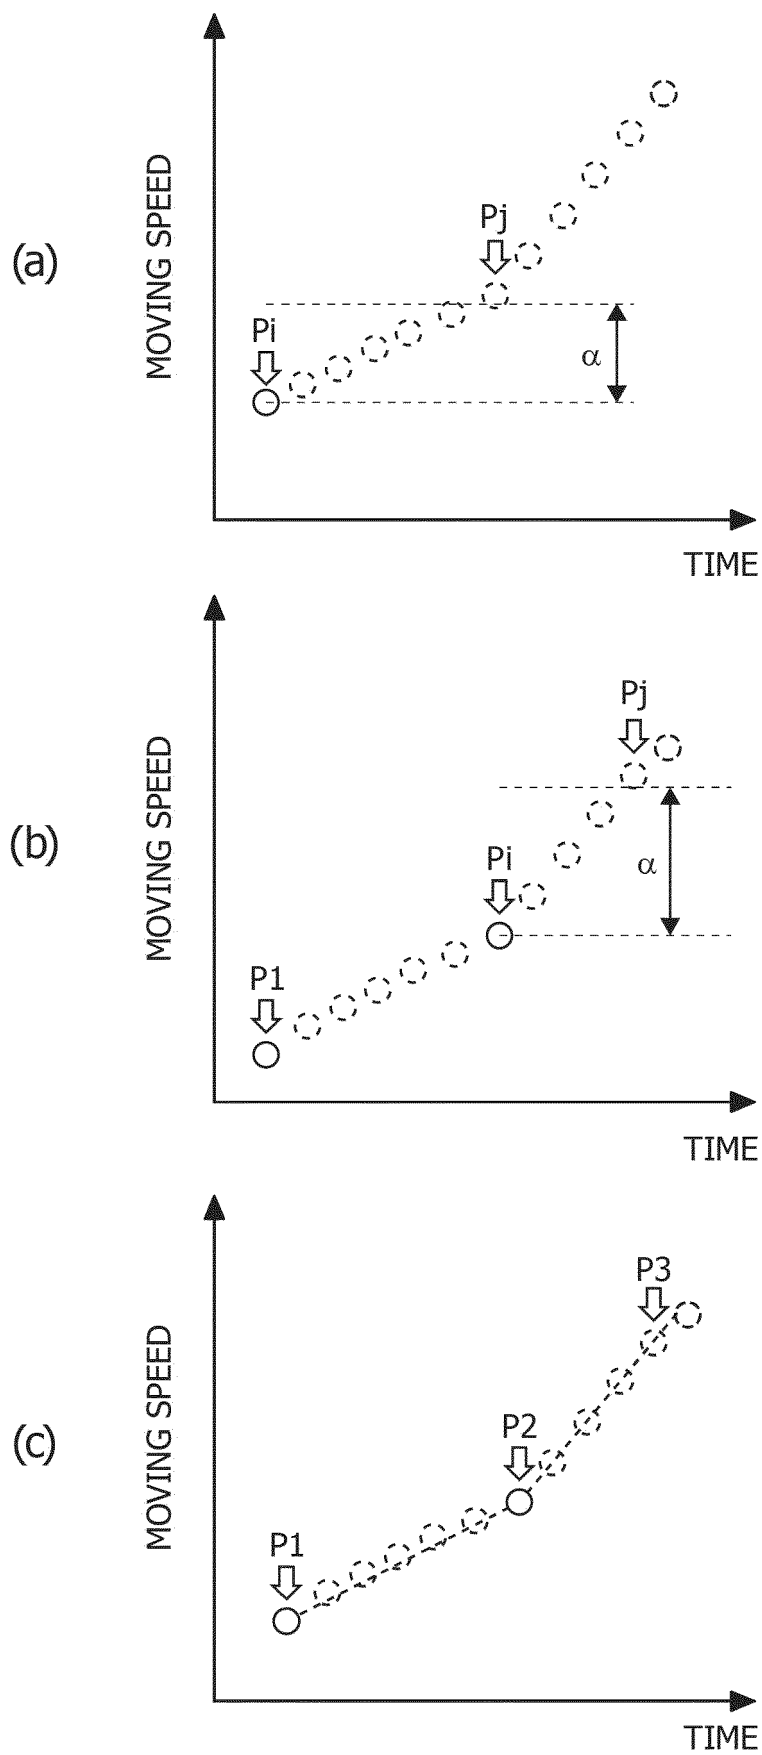 (a)
MOVING SPEED
Pi
Pj
α
TIME
(b)
MOVING SPEED
P1
Pi
Pj
α
TIME
(c)
MOVING SPEED
P1
P2
P3
TIME